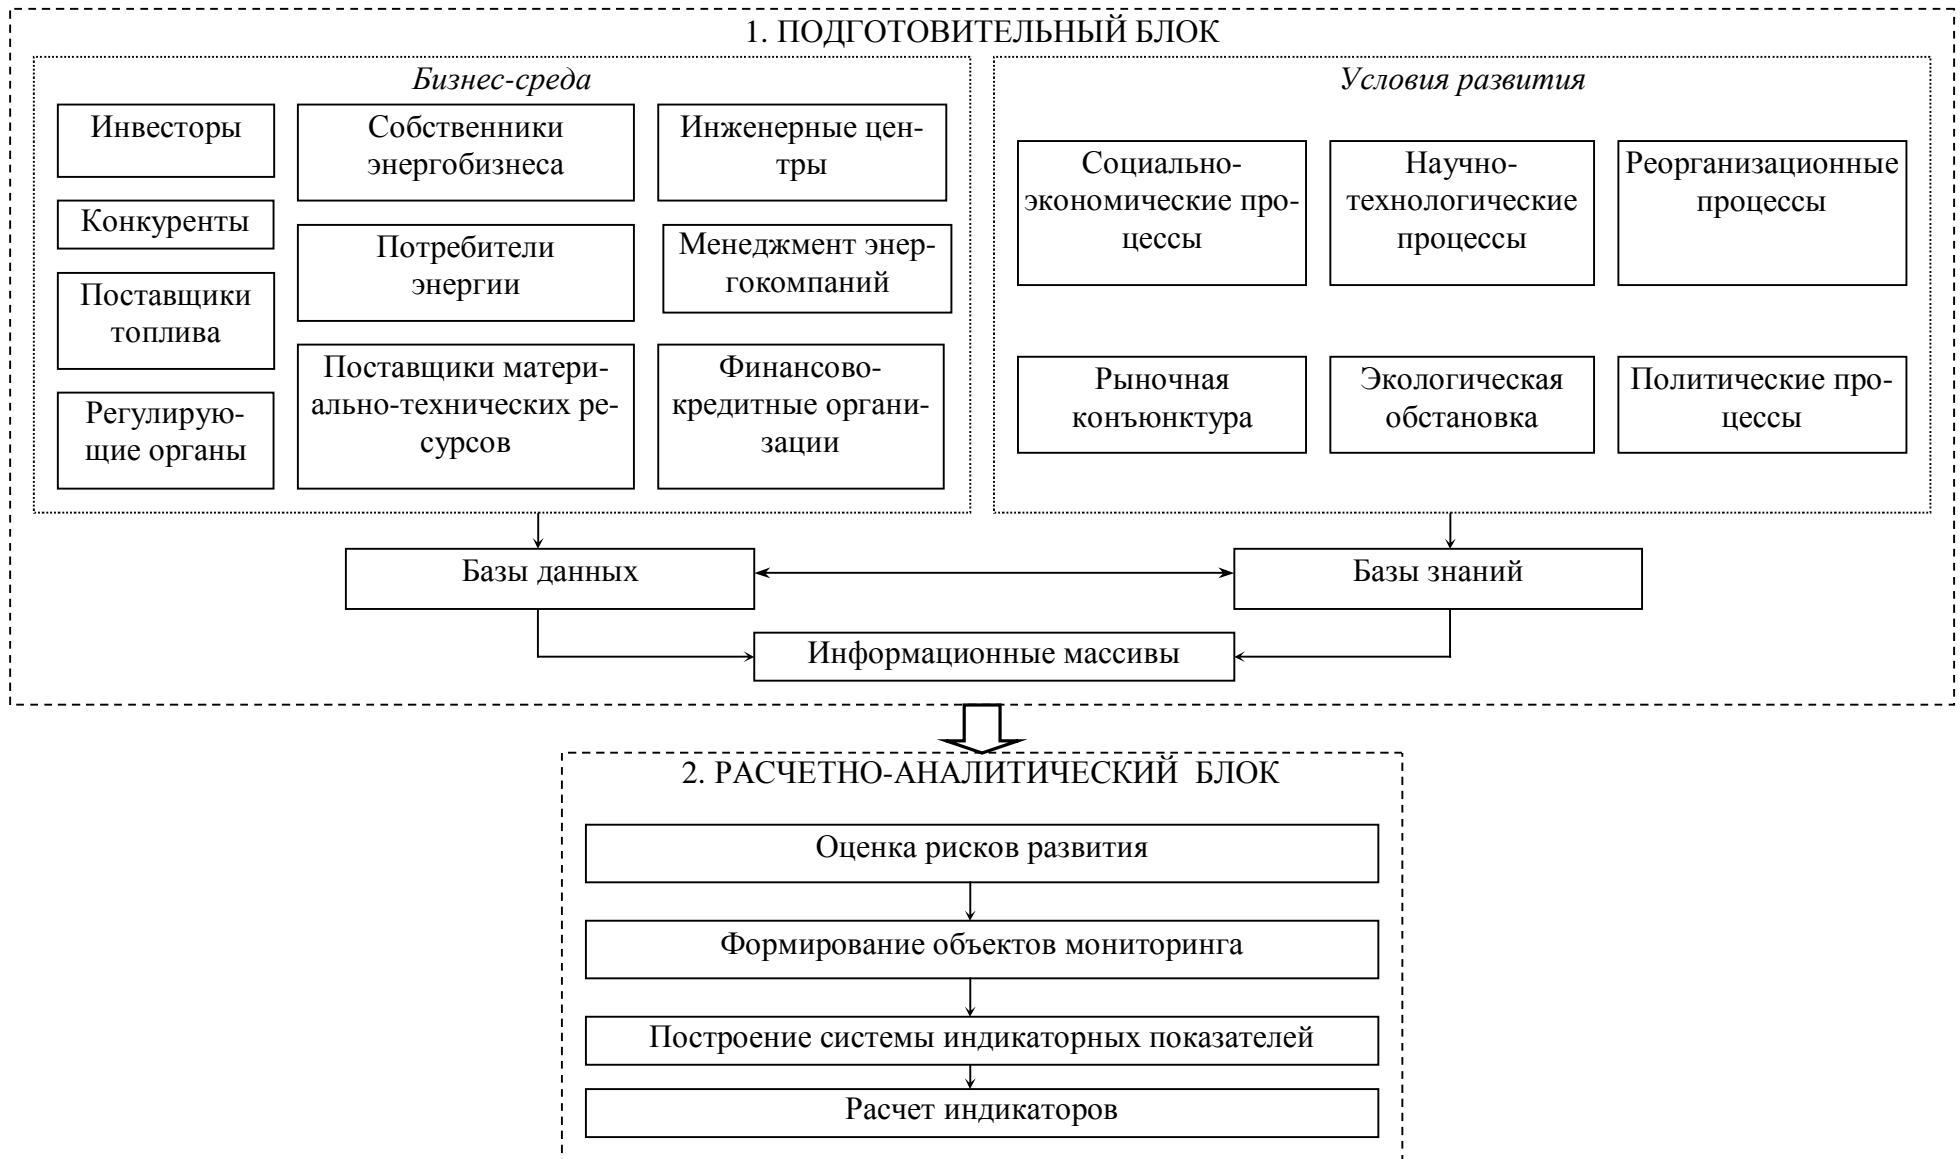 1. ПОДГОТОВИТЕЛЬНЫЙ БЛОК
Бизнес-среда
Инвесторы
Конкуренты
Поставщики
топлива
Регулирую-
щие органы
Собственники
энергобизнеса
Потребители
энергии
Поставщики матери-
ально-технических ре-
сурсов
Инженерные цен-
тры
Менеджмент энер-
гокомпаний
Финансово-
кредитные органи-
зации
Условия развития
Социально-
экономические про-
цессы
Научно-
технологические
процессы
Реорганизационные
процессы
Рыночная
конъюнктура
Экологическая
обстановка
Политические про-
цессы
Базы данных
Базы знаний
Информационные массивы
2. РАСЧЕТНО-АНАЛИТИЧЕСКИЙ БЛОК
Оценка рисков развития
Формирование объектов мониторинга
Построение системы индикаторных показателей
Расчет индикаторов